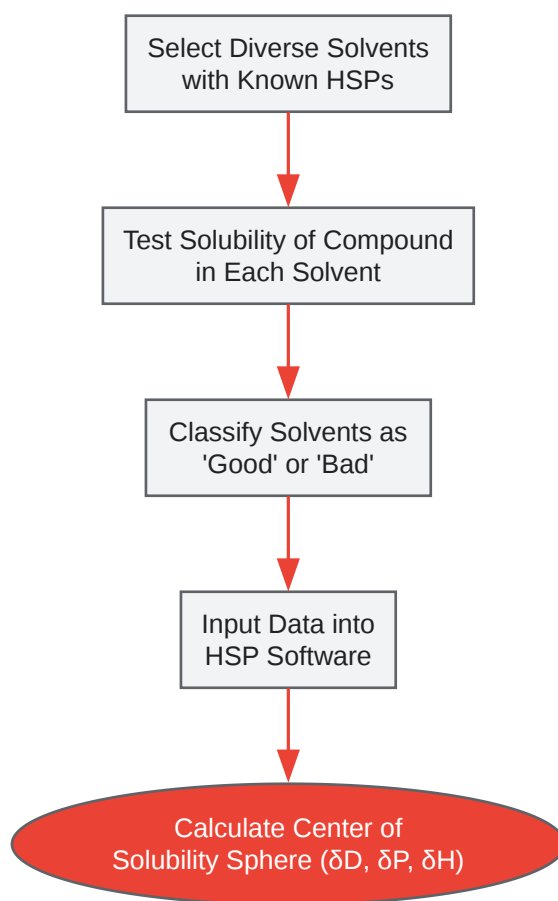 Select Diverse Solvents
with Known HSPs
Test Solubility of Compound
in Each Solvent
Classify Solvents as
'Good' or 'Bad'
Input Data into
HSP Software
Calculate Center of
Solubility Sphere (δD, δP, δH)